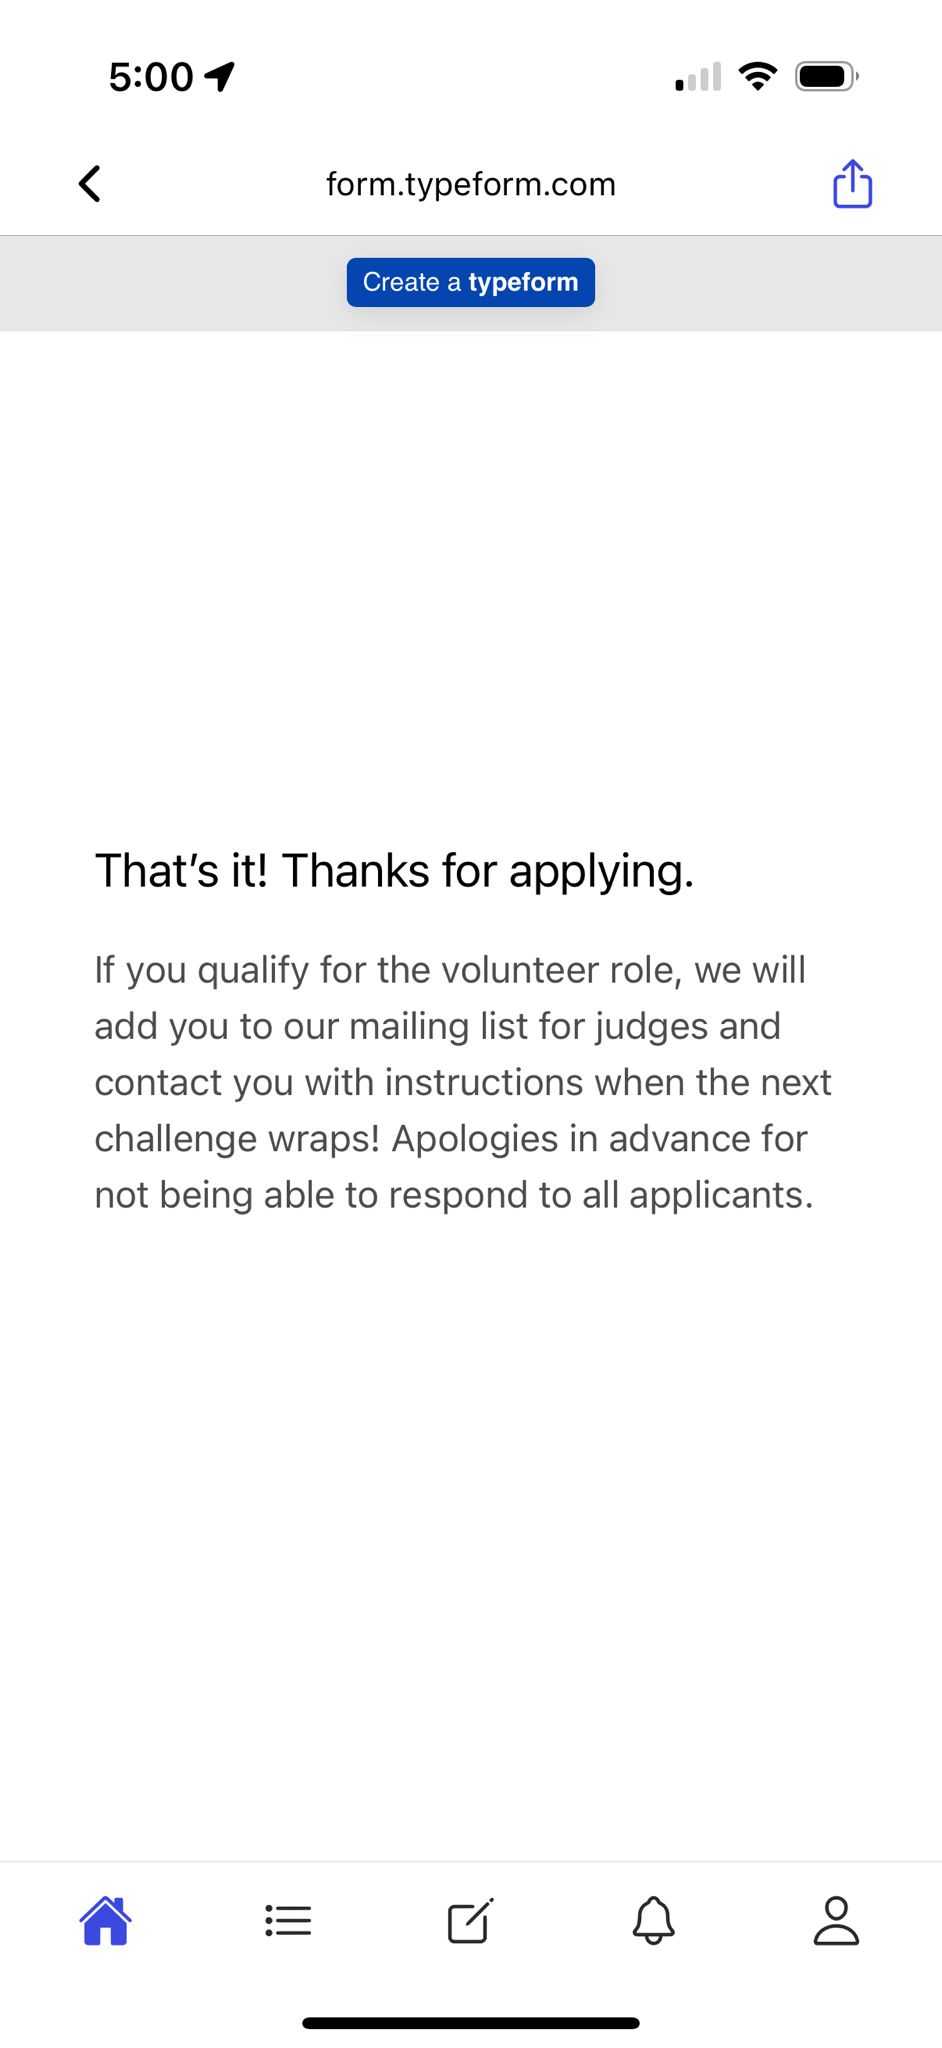 5:00
form.typeform.com
Create a typeform
That’s it! Thanks for applying.
If you qualify for the volunteer role, we will
add you to our mailing list for judges and
contact you with instructions when the next
challenge wraps! Apologies in advance for
not being able to respond to all applicants.